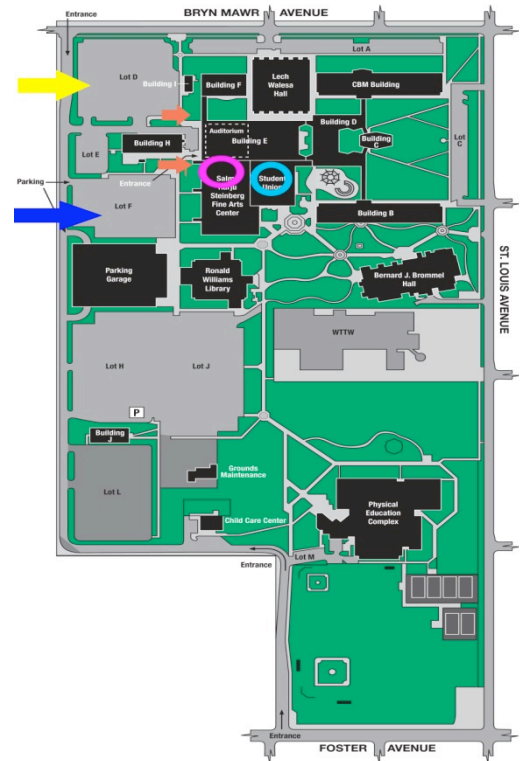 BRYN MAWR AVENUE
Entrance
Lot A
Lot D
Building I
Building F
Lech
Walesa
Hall
CBM Building
Auditorium
Building D
Building E
Building
C
Lot
C
Building H
Lot E
Entrance
Parking
Lot F
Steinberg
Fine Arts
Center
Student
Union
Building B
Parking
Garage
Ronald
Williams
Library
Bernard J. Brommel
Hall
ST. LOUIS AVENUE
WTTW
Lot H
Lot J
P
Building
J
Grounds
Maintenance
Lot L
Child Care Center
Physical
Education
Complex
Lot M
Entrance
Entrance
FOSTER AVENUE